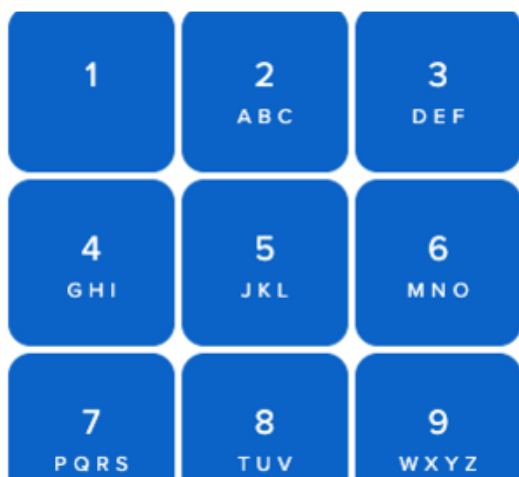 1 2 3
ABC DEF
4 5 6
GHI JKL MNO
7 8 9
PQRS TUV WXYZ